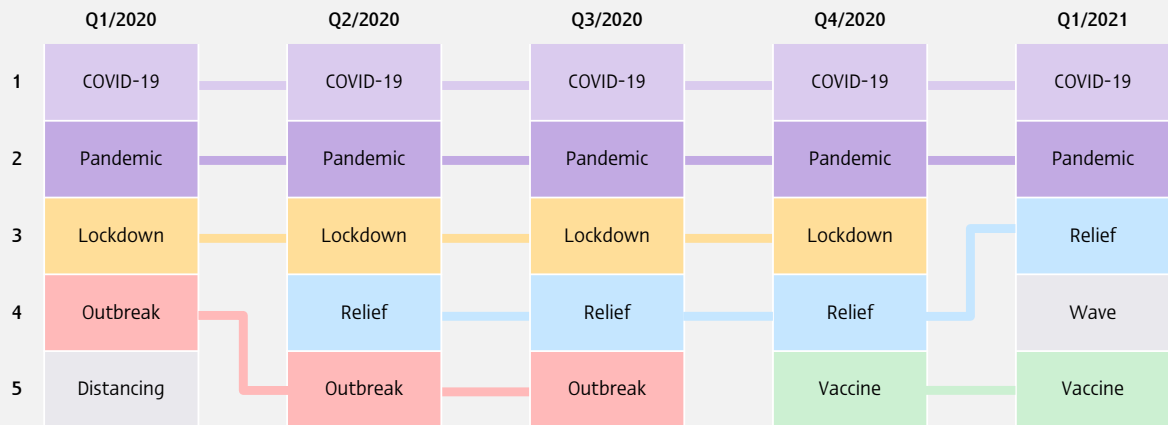 Q1/2020 Q2/2020 Q3/2020 Q4/2020 Q1/2021
1 COVID-19 COVID-19 COVID-19 COVID-19 COVID-19
2 Pandemic Pandemic Pandemic Pandemic Pandemic
3 Lockdown Lockdown Lockdown Lockdown Relief
4 Outbreak Relief Relief Relief Wave
5 Distancing Outbreak Outbreak Vaccine Vaccine